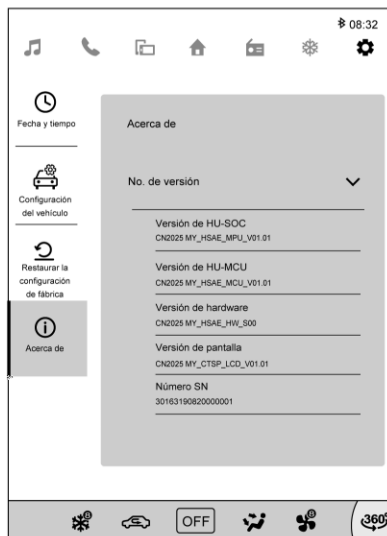 08:32
Fecha y tiempo
Acerca de
No. de versión
Configuración
del vehículo
Versión de HU-SOC
CN2025 MY_HSAE_MPU_V01.01
Restaurar la
configuración
de fábrica
Versión de HU-MCU
CN2025 MY_HSAE_MCU_V01.01
Versión de hardware
CN2025 MY_HSAE_HW_S00
Acerca de
Versión de pantalla
CN2025 MY_CTSP_LCD_V01.01
Número SN
30163190820000001
OFF
360°